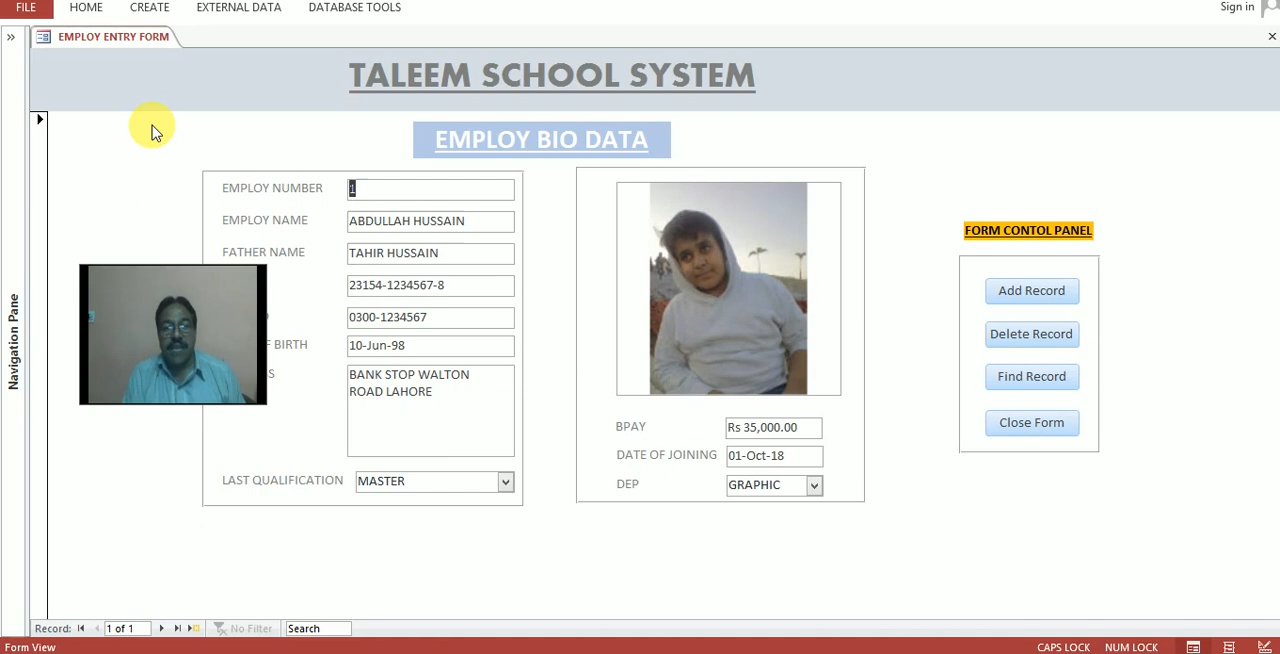 FILE HOME CREATE EXTERNAL DATA DATABASE TOOLS Sign in
EMPLOY ENTRY FORM
TALEEM SCHOOL SYSTEM
EMPLOY BIO DATA
EMPLOY NUMBER 1
EMPLOY NAME ABDULLAH HUSSAIN
FATHER NAME TAHIR HUSSAIN
23154-1234567-8
0300-1234567
BIRTH 10-Jun-98
BANK STOP WALTON
ROAD LAHORE
LAST QUALIFICATION MASTER
BPAY Rs 35,000.00
DATE OF JOINING 01-Oct-18
DEP GRAPHIC
FORM CONTOL PANEL
Add Record
Delete Record
Find Record
Close Form
Navigation Pane
Record: 1 of 1 No Filter Search
Form View CAPS LOCK NUM LOCK